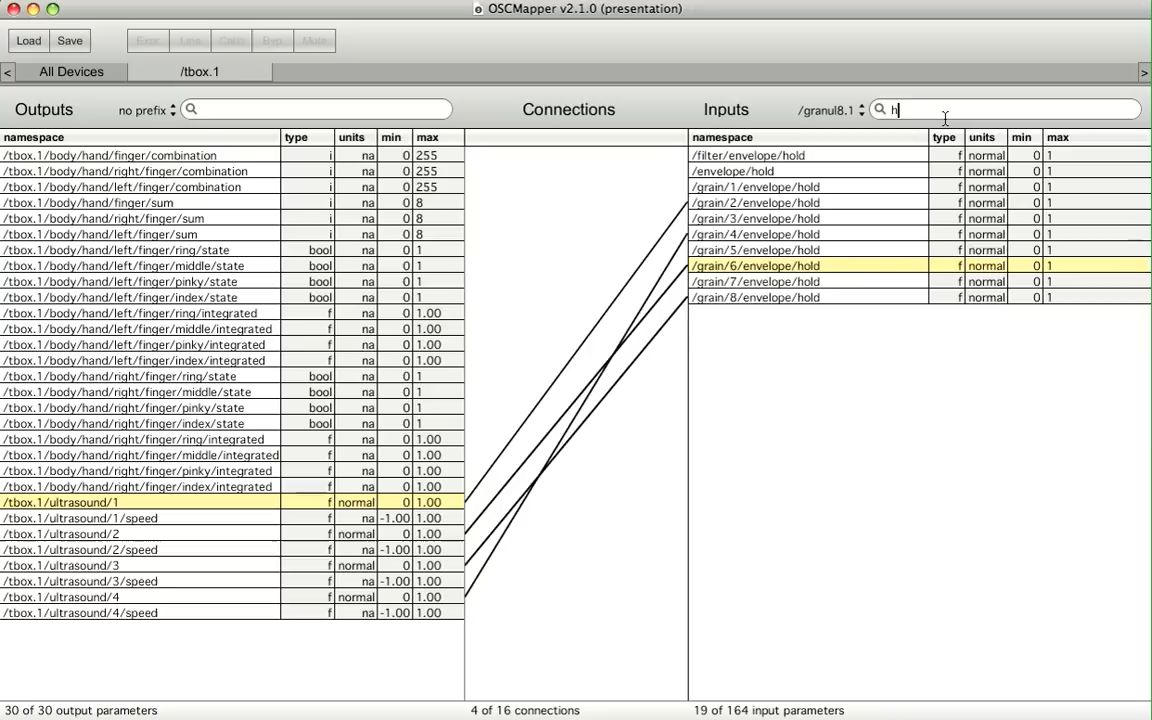 OSCMapper v2.1.0 (presentation)
Load Save
< All Devices /tbox.1 >
Outputs no prefix Connections Inputs /granul8.1 h
namespace type units min max namespace type units min max
/tbox.1/body/hand/finger/combination i na 0 255 /filter/envelope/hold f normal 0 1
/tbox.1/body/hand/right/finger/combination i na 0 255 /envelope/hold f normal 0 1
/tbox.1/body/hand/left/finger/combination i na 0 255 /grain/1/envelope/hold f normal 0 1
/tbox.1/body/hand/finger/sum i na 0 8 /grain/2/envelope/hold f normal 0 1
/tbox.1/body/hand/right/finger/sum i na 0 8 /grain/3/envelope/hold f normal 0 1
/tbox.1/body/hand/left/finger/sum i na 0 8 /grain/4/envelope/hold f normal 0 1
/tbox.1/body/hand/left/finger/ring/state bool na 0 1 /grain/5/envelope/hold f normal 0 1
/tbox.1/body/hand/left/finger/middle/state bool na 0 1 /grain/6/envelope/hold f normal 0 1
/tbox.1/body/hand/left/finger/pinky/state bool na 0 1 /grain/7/envelope/hold f normal 0 1
/tbox.1/body/hand/left/finger/index/state bool na 0 1 /grain/8/envelope/hold f normal 0 1
/tbox.1/body/hand/left/finger/ring/integrated f na 0 1.00
/tbox.1/body/hand/left/finger/middle/integrated f na 0 1.00
/tbox.1/body/hand/left/finger/pinky/integrated f na 0 1.00
/tbox.1/body/hand/left/finger/index/integrated f na 0 1.00
/tbox.1/body/hand/right/finger/ring/state bool na 0 1
/tbox.1/body/hand/right/finger/middle/state bool na 0 1
/tbox.1/body/hand/right/finger/pinky/state bool na 0 1
/tbox.1/body/hand/right/finger/index/state bool na 0 1
/tbox.1/body/hand/right/finger/ring/integrated f na 0 1.00
/tbox.1/body/hand/right/finger/middle/integrated f na 0 1.00
/tbox.1/body/hand/right/finger/pinky/integrated f na 0 1.00
/tbox.1/body/hand/right/finger/index/integrated f na 0 1.00
/tbox.1/ultrasound/1 f normal 0 1.00
/tbox.1/ultrasound/1/speed f na -1.00 1.00
/tbox.1/ultrasound/2 f normal 0 1.00
/tbox.1/ultrasound/2/speed f na -1.00 1.00
/tbox.1/ultrasound/3 f normal 0 1.00
/tbox.1/ultrasound/3/speed f na -1.00 1.00
/tbox.1/ultrasound/4 f normal 0 1.00
/tbox.1/ultrasound/4/speed f na -1.00 1.00
30 of 30 output parameters 4 of 16 connections 19 of 164 input parameters